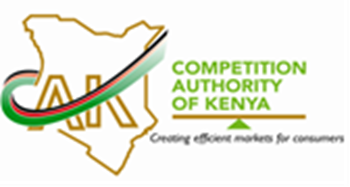 CAK
COMPETITION
AUTHORITY
OF KENYA
Creating efficient markets for consumers